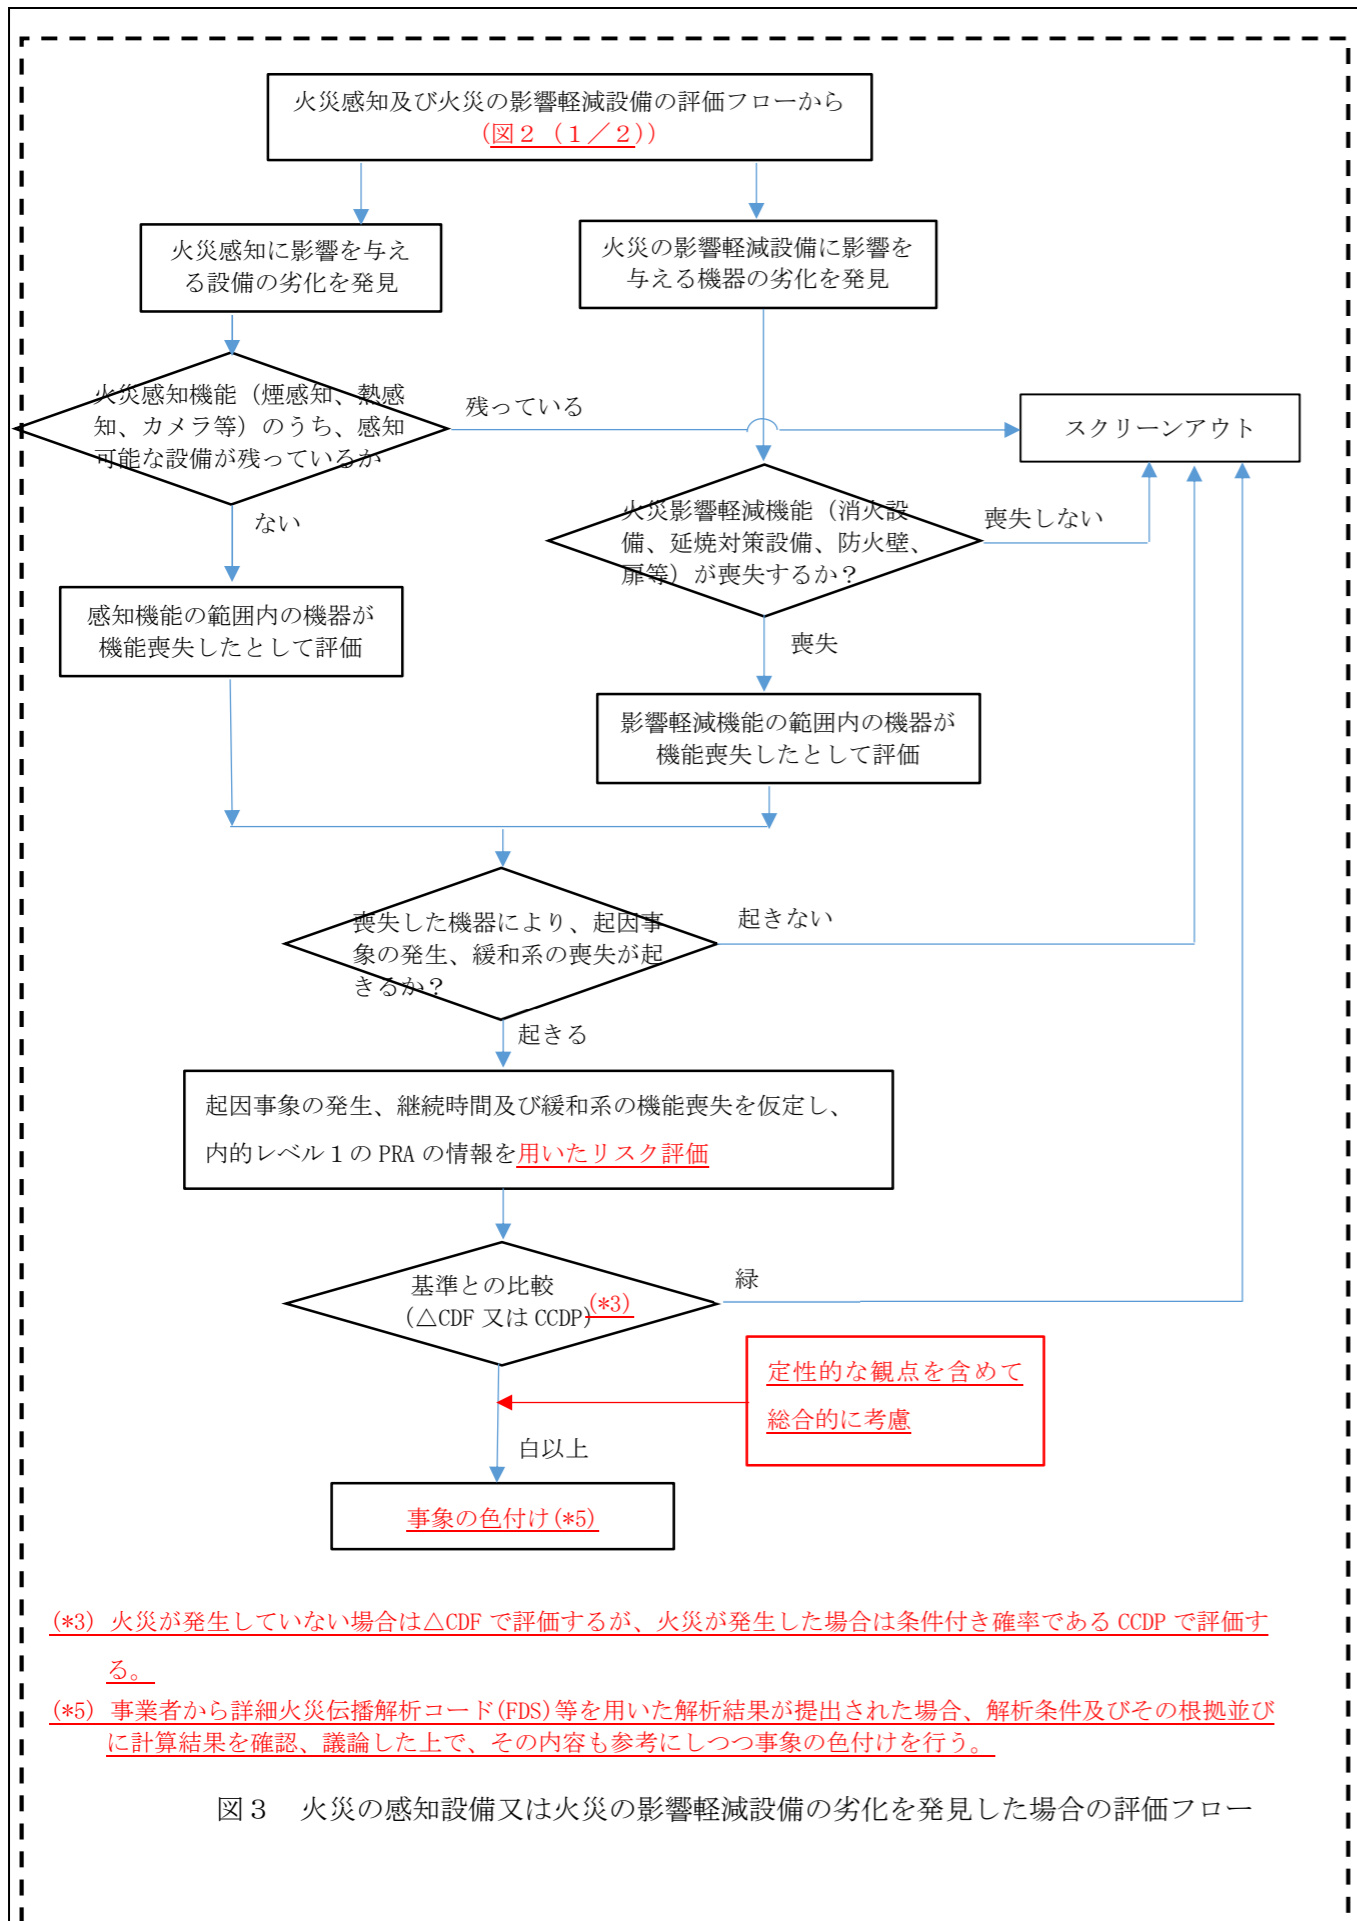 火災感知及び火災の影響軽減設備の評価フローから
(図２（１／２))
火災感知に影響を与え
る設備の劣化を発見
火災の影響軽減設備に影響を
与える機器の劣化を発見
火災感知機能（煙感知、熱感
知、カメラ等）のうち、感知
可能な設備が残っているか
残っている
スクリーンアウト
ない
火災影響軽減機能（消火設
備、延焼対策設備、防火壁、
扉等）が喪失するか？
喪失しない
感知機能の範囲内の機器が
機能喪失したとして評価
喪失
影響軽減機能の範囲内の機器が
機能喪失したとして評価
喪失した機器により、起因事
象の発生、緩和系の喪失が起
きるか？
起きない
起きる
起因事象の発生、継続時間及び緩和系の機能喪失を仮定し、
内的レベル１の PRA の情報を用いたリスク評価
基準との比較
（△CDF 又は CCDP）(*3)
緑
定性的な観点を含めて
総合的に考慮
白以上
事象の色付け(*5)
(*3) 火災が発生していない場合は△CDF で評価するが、火災が発生した場合は条件付き確率である CCDP で評価す
る。
(*5) 事業者から詳細火災伝播解析コード(FDS)等を用いた解析結果が提出された場合、解析条件及びその根拠並び
に計算結果を確認、議論した上で、その内容も参考にしつつ事象の色付けを行う。
図３　火災の感知設備又は火災の影響軽減設備の劣化を発見した場合の評価フロー